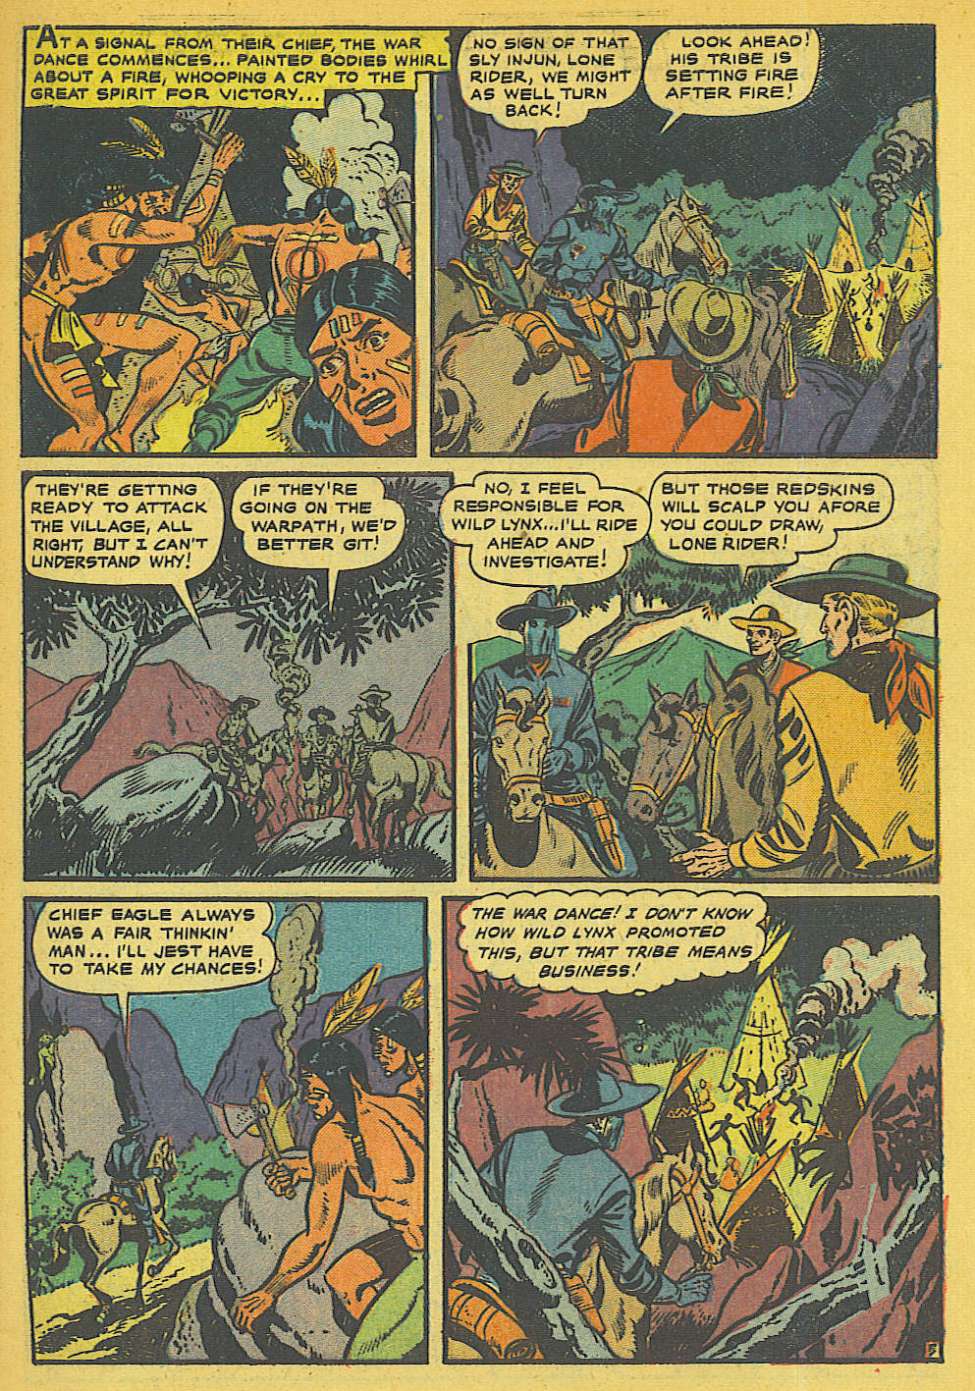 AT A SIGNAL FROM THEIR CHIEF, THE WAR
DANCE COMMENCES... PAINTED BODIES WHIRL
ABOUT A FIRE, WHOOPING A CRY TO THE
GREAT SPIRIT FOR VICTORY...
NO SIGN OF THAT
SLY INJUN, LONE
RIDER, WE MIGHT
AS WELL TURN
BACK!
LOOK AHEAD!
HIS TRIBE IS
SETTING FIRE
AFTER FIRE!
THEY'RE GETTING
READY TO ATTACK
THE VILLAGE, ALL
RIGHT, BUT I CAN'T
UNDERSTAND WHY!
IF THEY'RE
GOING ON THE
WARPATH, WE'D
BETTER GIT!
NO, I FEEL
RESPONSIBLE FOR
WILD LYNX...I'LL RIDE
AHEAD AND
INVESTIGATE!
BUT THOSE REDSKINS
WILL SCALP YOU AFORE
YOU COULD DRAW,
LONE RIDER!
CHIEF EAGLE ALWAYS
WAS A FAIR THINKIN'
MAN... I'LL JEST HAVE
TO TAKE MY CHANCES!
THE WAR DANCE! I DON'T KNOW
HOW WILD LYNX PROMOTED
THIS, BUT THAT TRIBE MEANS
BUSINESS!
5